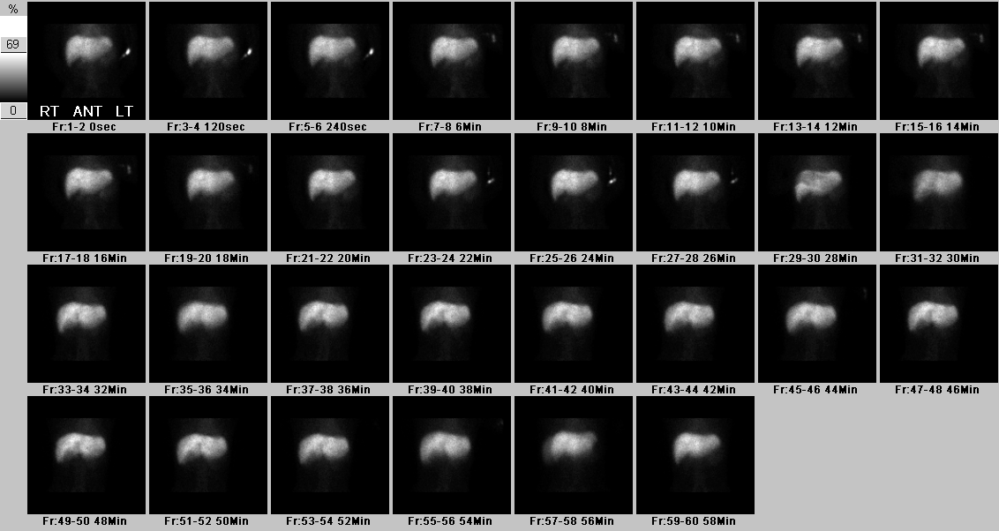 %
69
0
RT ANT LT
Fr:1-2 0sec
Fr:3-4 120sec
Fr:5-6 240sec
Fr:7-8 6Min
Fr:9-10 8Min
Fr:11-12 10Min
Fr:13-14 12Min
Fr:15-16 14Min
Fr:17-18 16Min
Fr:19-20 18Min
Fr:21-22 20Min
Fr:23-24 22Min
Fr:25-26 24Min
Fr:27-28 26Min
Fr:29-30 28Min
Fr:31-32 30Min
Fr:33-34 32Min
Fr:35-36 34Min
Fr:37-38 36Min
Fr:39-40 38Min
Fr:41-42 40Min
Fr:43-44 42Min
Fr:45-46 44Min
Fr:47-48 46Min
Fr:49-50 48Min
Fr:51-52 50Min
Fr:53-54 52Min
Fr:55-56 54Min
Fr:57-58 56Min
Fr:59-60 58Min